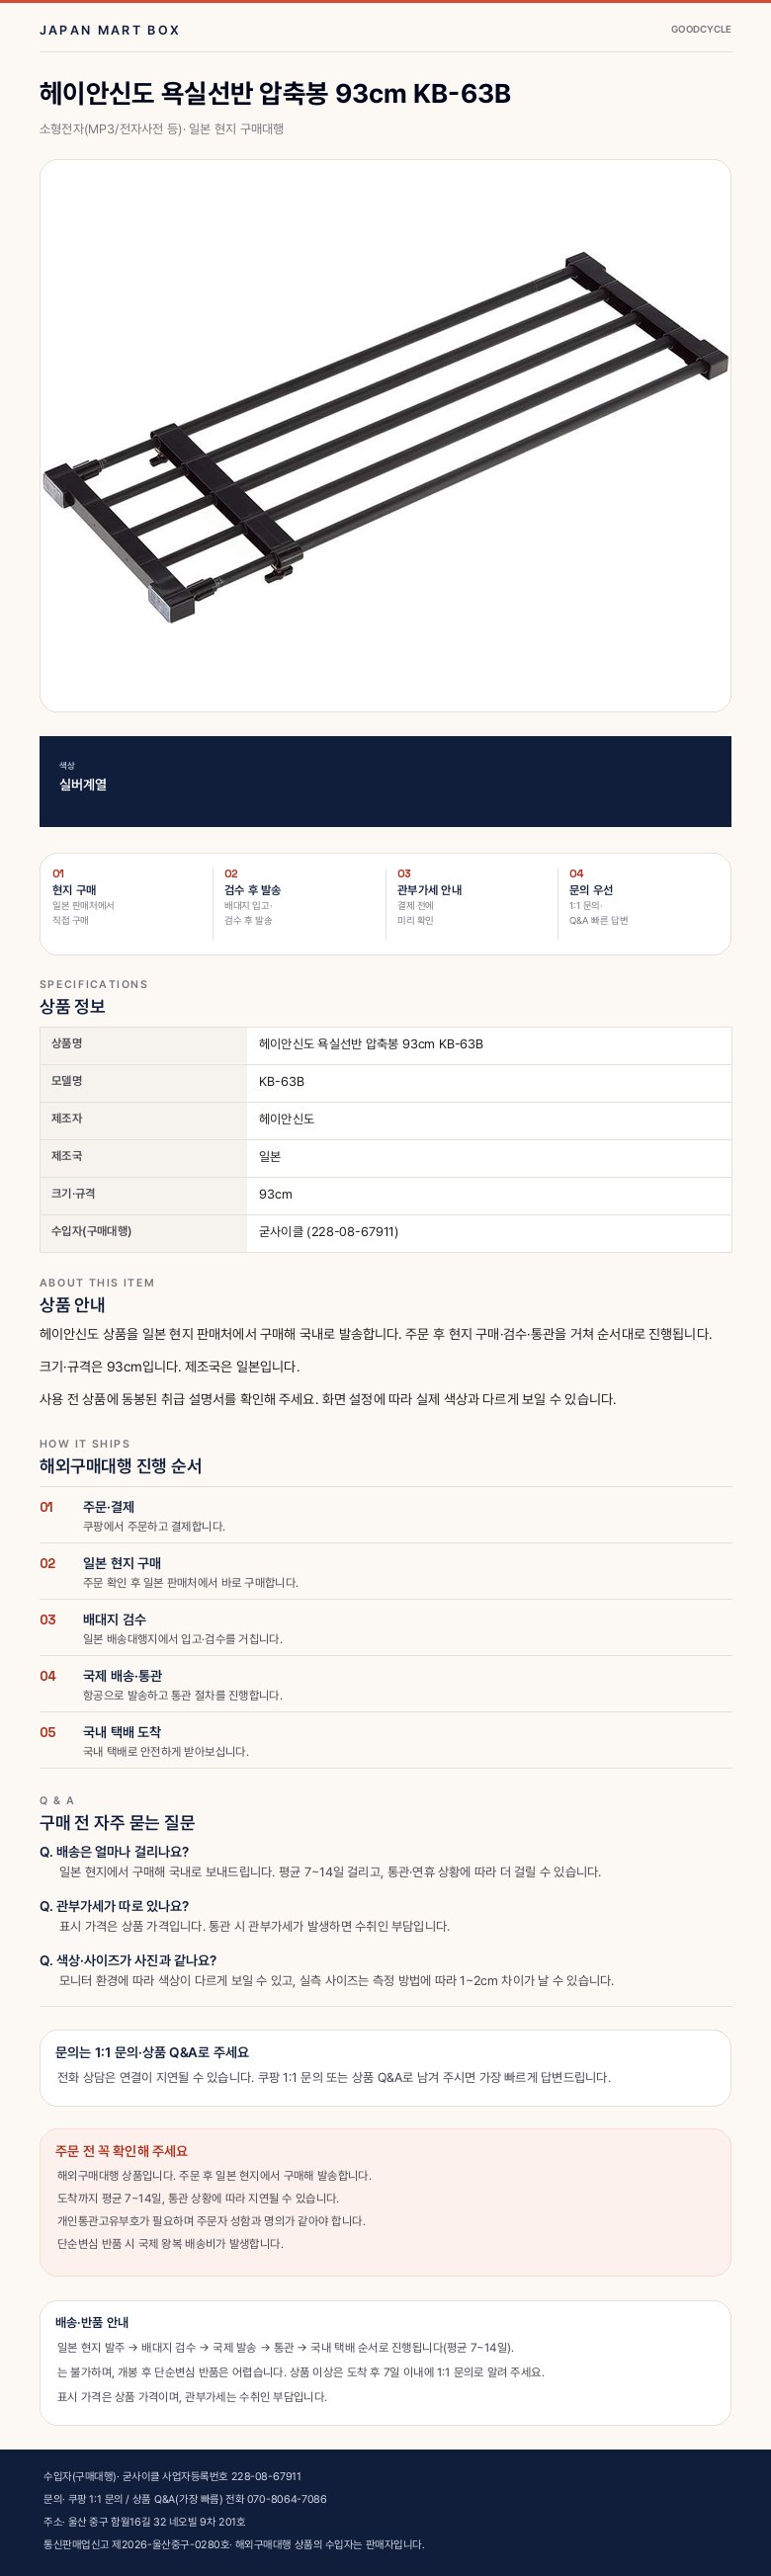 JAPAN MART BOX
GOODCYCLE
헤이안신도 욕실선반 압축봉 93cm KB-63B
소형전자(MP3/전자사전 등)· 일본 현지 구매대행
색상
실버계열
01
현지 구매
일본 판매처에서
직접 구매
02
검수 후 발송
배대지 입고·
검수 후 발송
03
관부가세 안내
결제 전에
미리 확인
04
문의 우선
1:1 문의·
Q&A 빠른 답변
SPECIFICATIONS
상품 정보
상품명 헤이안신도 욕실선반 압축봉 93cm KB-63B
모델명 KB-63B
제조자 헤이안신도
제조국 일본
크기·규격 93cm
수입자(구매대행) 굳사이클 (228-08-67911)
ABOUT THIS ITEM
상품 안내
헤이안신도 상품을 일본 현지 판매처에서 구매해 국내로 발송합니다. 주문 후 현지 구매·검수·통관을 거쳐 순서대로 진행됩니다.
크기·규격은 93cm입니다. 제조국은 일본입니다.
사용 전 상품에 동봉된 취급 설명서를 확인해 주세요. 화면 설정에 따라 실제 색상과 다르게 보일 수 있습니다.
HOW IT SHIPS
해외구매대행 진행 순서
01 주문·결제
쿠팡에서 주문하고 결제합니다.
02 일본 현지 구매
주문 확인 후 일본 판매처에서 바로 구매합니다.
03 배대지 검수
일본 배송대행지에서 입고·검수를 거칩니다.
04 국제 배송·통관
항공으로 발송하고 통관 절차를 진행합니다.
05 국내 택배 도착
국내 택배로 안전하게 받아보십니다.
Q & A
구매 전 자주 묻는 질문
Q. 배송은 얼마나 걸리나요?
일본 현지에서 구매해 국내로 보내드립니다. 평균 7~14일 걸리고, 통관·연휴 상황에 따라 더 걸릴 수 있습니다.
Q. 관부가세가 따로 있나요?
표시 가격은 상품 가격입니다. 통관 시 관부가세가 발생하면 수취인 부담입니다.
Q. 색상·사이즈가 사진과 같나요?
모니터 환경에 따라 색상이 다르게 보일 수 있고, 실측 사이즈는 측정 방법에 따라 1~2cm 차이가 날 수 있습니다.
문의는 1:1 문의·상품 Q&A로 주세요
전화 상담은 연결이 지연될 수 있습니다. 쿠팡 1:1 문의 또는 상품 Q&A로 남겨 주시면 가장 빠르게 답변드립니다.
주문 전 꼭 확인해 주세요
해외구매대행 상품입니다. 주문 후 일본 현지에서 구매해 발송합니다.
도착까지 평균 7~14일, 통관 상황에 따라 지연될 수 있습니다.
개인통관고유부호가 필요하며 주문자 성함과 명의가 같아야 합니다.
단순변심 반품 시 국제 왕복 배송비가 발생합니다.
배송·반품 안내
일본 현지 발주 → 배대지 검수 → 국제 발송 → 통관 → 국내 택배 순서로 진행됩니다(평균 7~14일).
는 불가하며, 개봉 후 단순변심 반품은 어렵습니다. 상품 이상은 도착 후 7일 이내에 1:1 문의로 알려 주세요.
표시 가격은 상품 가격이며, 관부가세는 수취인 부담입니다.
수입자(구매대행)· 굳사이클 사업자등록번호 228-08-67911
문의· 쿠팡 1:1 문의 / 상품 Q&A(가장 빠름) 전화 070-8064-7086
주소· 울산 중구 함월16길 32 네오빌 9차 201호
통신판매업신고 제2026-울산중구-0280호· 해외구매대행 상품의 수입자는 판매자입니다.